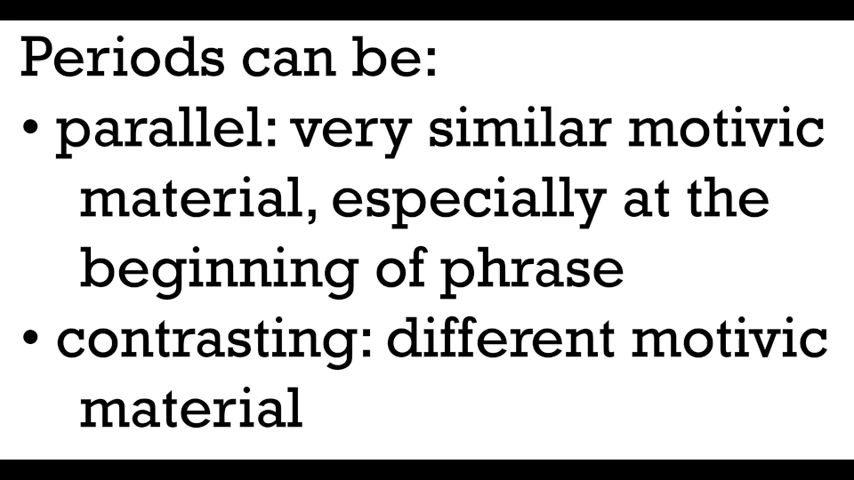 Periods can be:
• parallel: very similar motivic
material, especially at the
beginning of phrase
• contrasting: different motivic
material